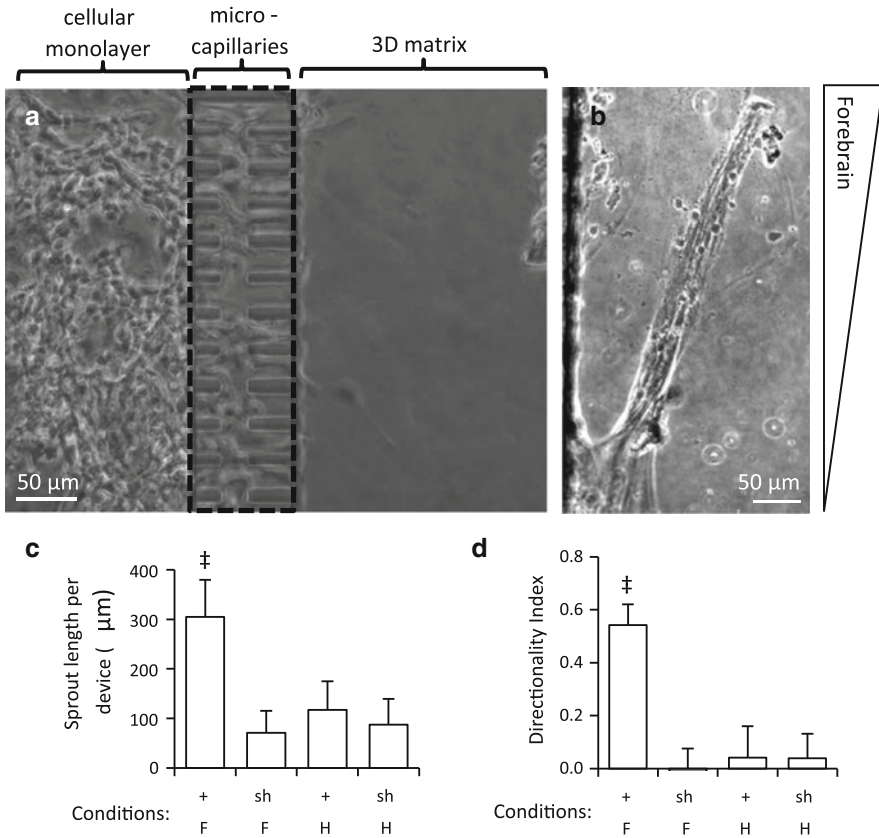 cellular
monolayer
micro -
capillaries
3D matrix
a
b
Forebrain
50 µm
50 µm
c
d
Sprout length per
device ( µm)
400
300
200
100
0
‡
+ sh + sh
Conditions:
F F H H
Directionality Index
0.8
0.6
0.4
0.2
0.0
‡
+ sh + sh
Conditions:
F F H H